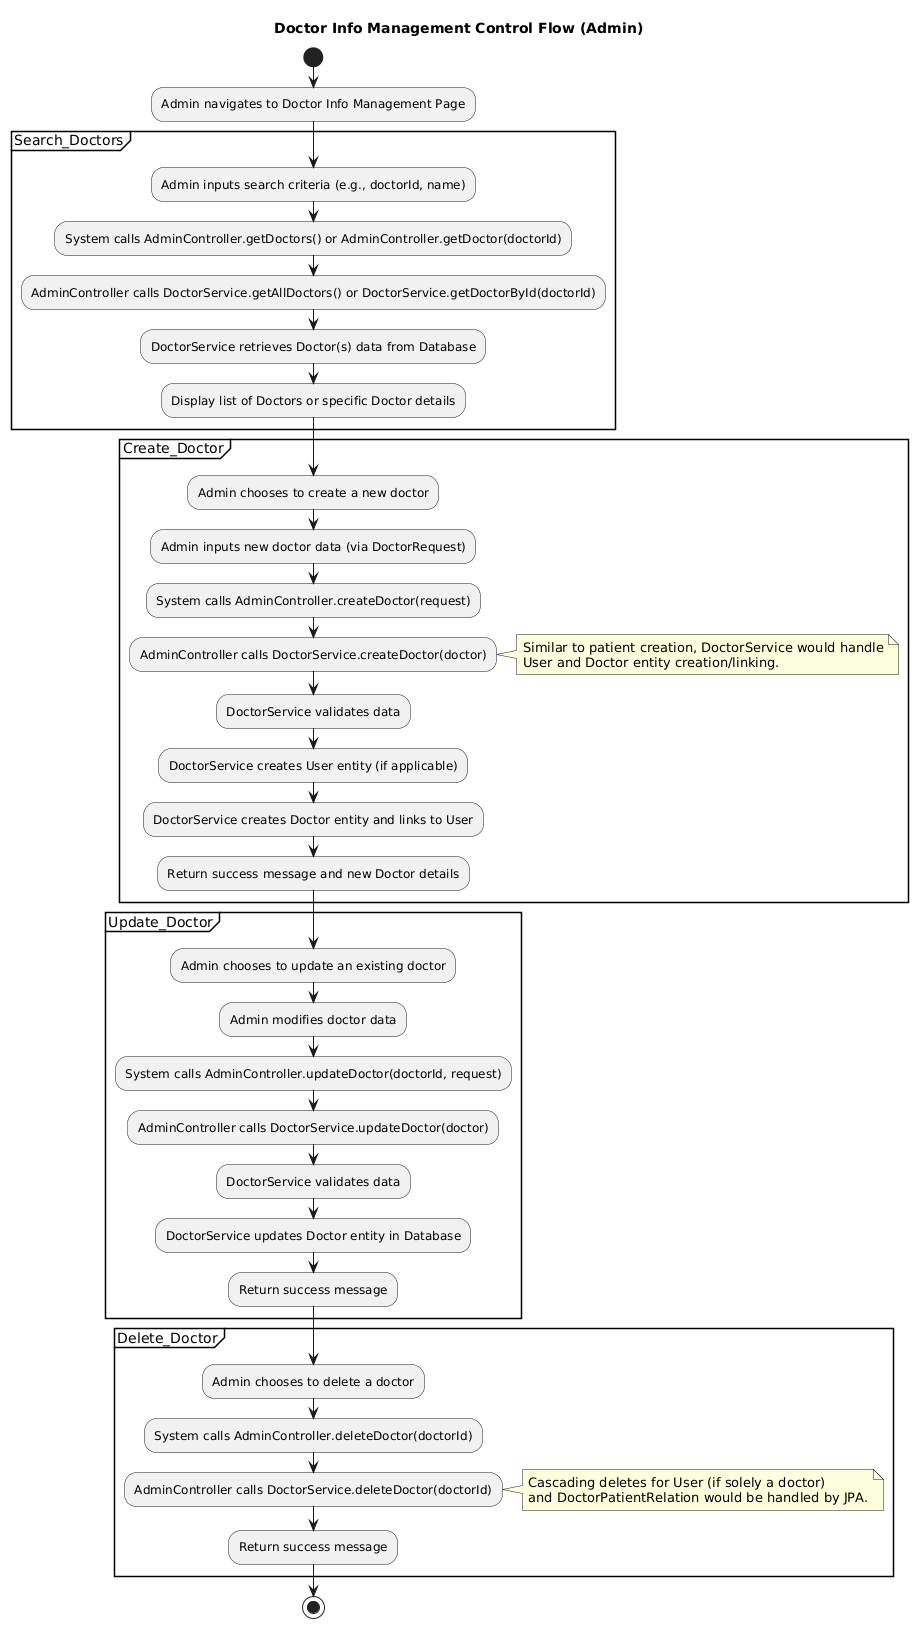 Doctor Info Management Control Flow (Admin)
Admin navigates to Doctor Info Management Page
Search_Doctors
Admin inputs search criteria (e.g., doctorId, name)
System calls AdminController.getDoctors() or AdminController.getDoctor(doctorId)
AdminController calls DoctorService.getAllDoctors() or DoctorService.getDoctorById(doctorId)
DoctorService retrieves Doctor(s) data from Database
Display list of Doctors or specific Doctor details
Create_Doctor
Admin chooses to create a new doctor
Admin inputs new doctor data (via DoctorRequest)
System calls AdminController.createDoctor(request)
AdminController calls DoctorService.createDoctor(doctor)
Similar to patient creation, DoctorService would handle
User and Doctor entity creation/linking.
DoctorService validates data
DoctorService creates User entity (if applicable)
DoctorService creates Doctor entity and links to User
Return success message and new Doctor details
Update_Doctor
Admin chooses to update an existing doctor
Admin modifies doctor data
System calls AdminController.updateDoctor(doctorId, request)
AdminController calls DoctorService.updateDoctor(doctor)
DoctorService validates data
DoctorService updates Doctor entity in Database
Return success message
Delete_Doctor
Admin chooses to delete a doctor
System calls AdminController.deleteDoctor(doctorId)
AdminController calls DoctorService.deleteDoctor(doctorId)
Cascading deletes for User (if solely a doctor)
and DoctorPatientRelation would be handled by JPA.
Return success message